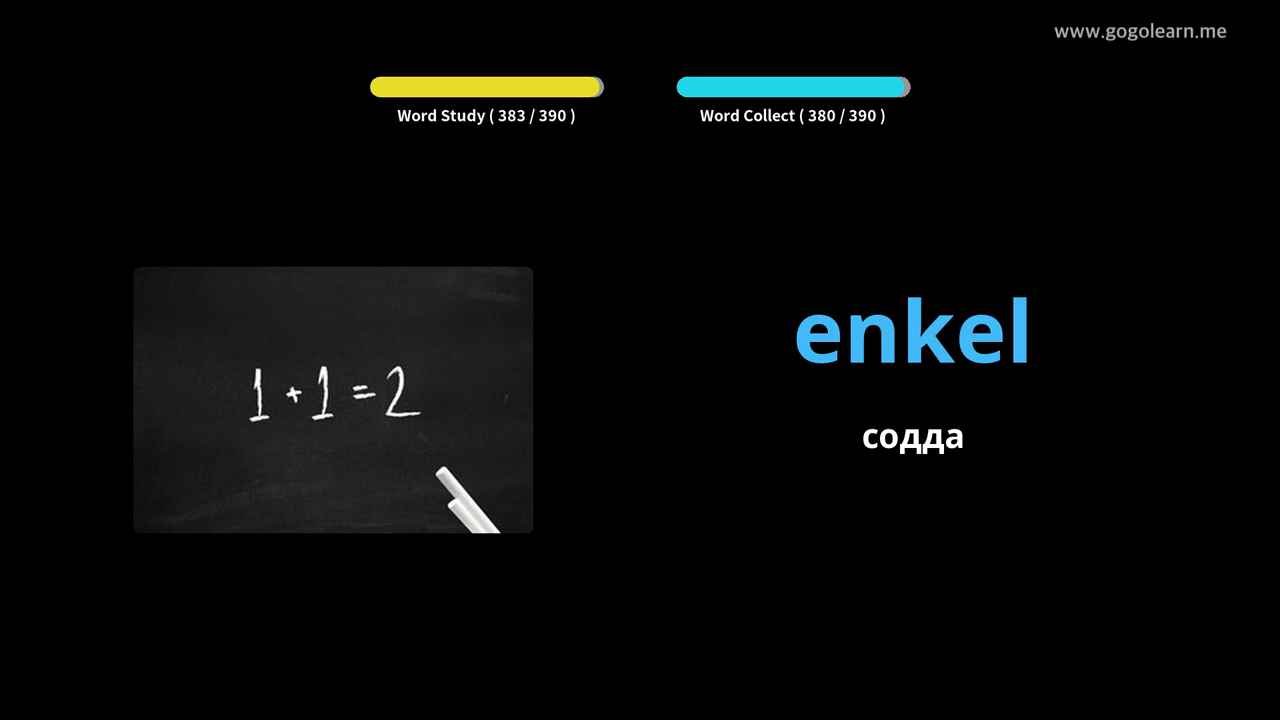 www.gogolearn.me
Word Study ( 383 / 390 )
Word Collect ( 380 / 390 )
1 + 1 = 2
enkel
содда